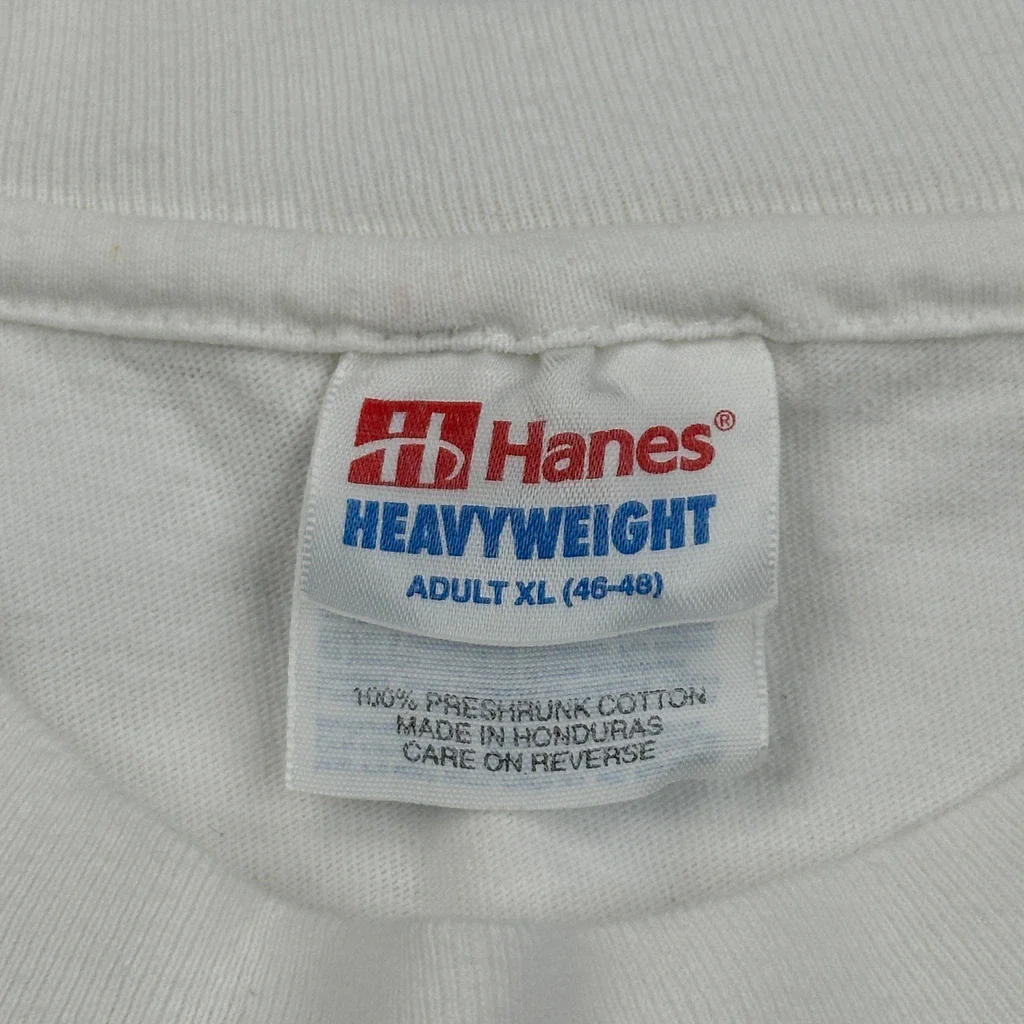 H Hanes®
HEAVYWEIGHT
ADULT XL (46-48)
100% PRESHRUNK COTTON
MADE IN HONDURAS
CARE ON REVERSE